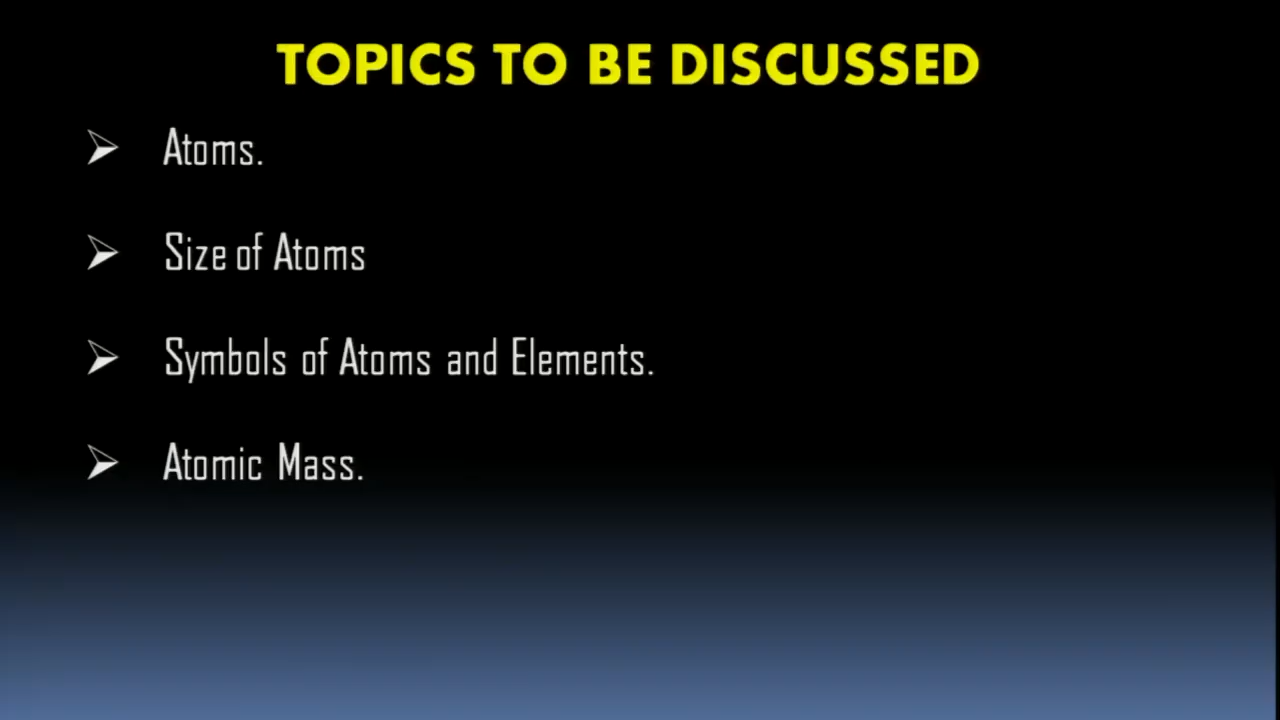 TOPICS TO BE DISCUSSED
Atoms.
Size of Atoms
Symbols of Atoms and Elements.
Atomic Mass.